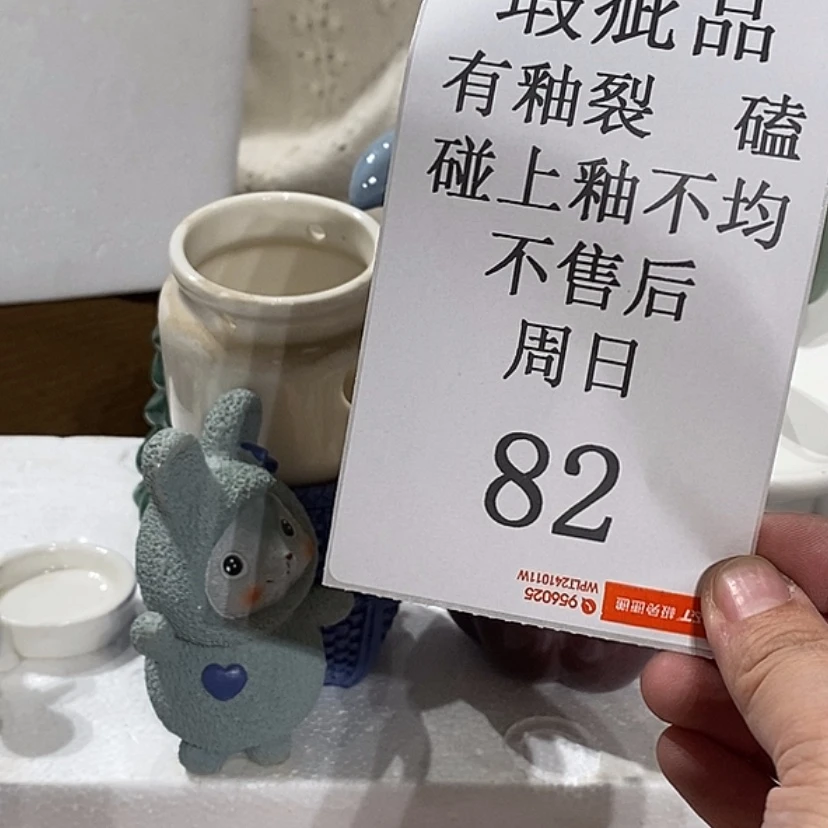 瑕疵品
有釉裂 磕
碰上釉不均
不售后
周日
82
956025
WPLT241011W